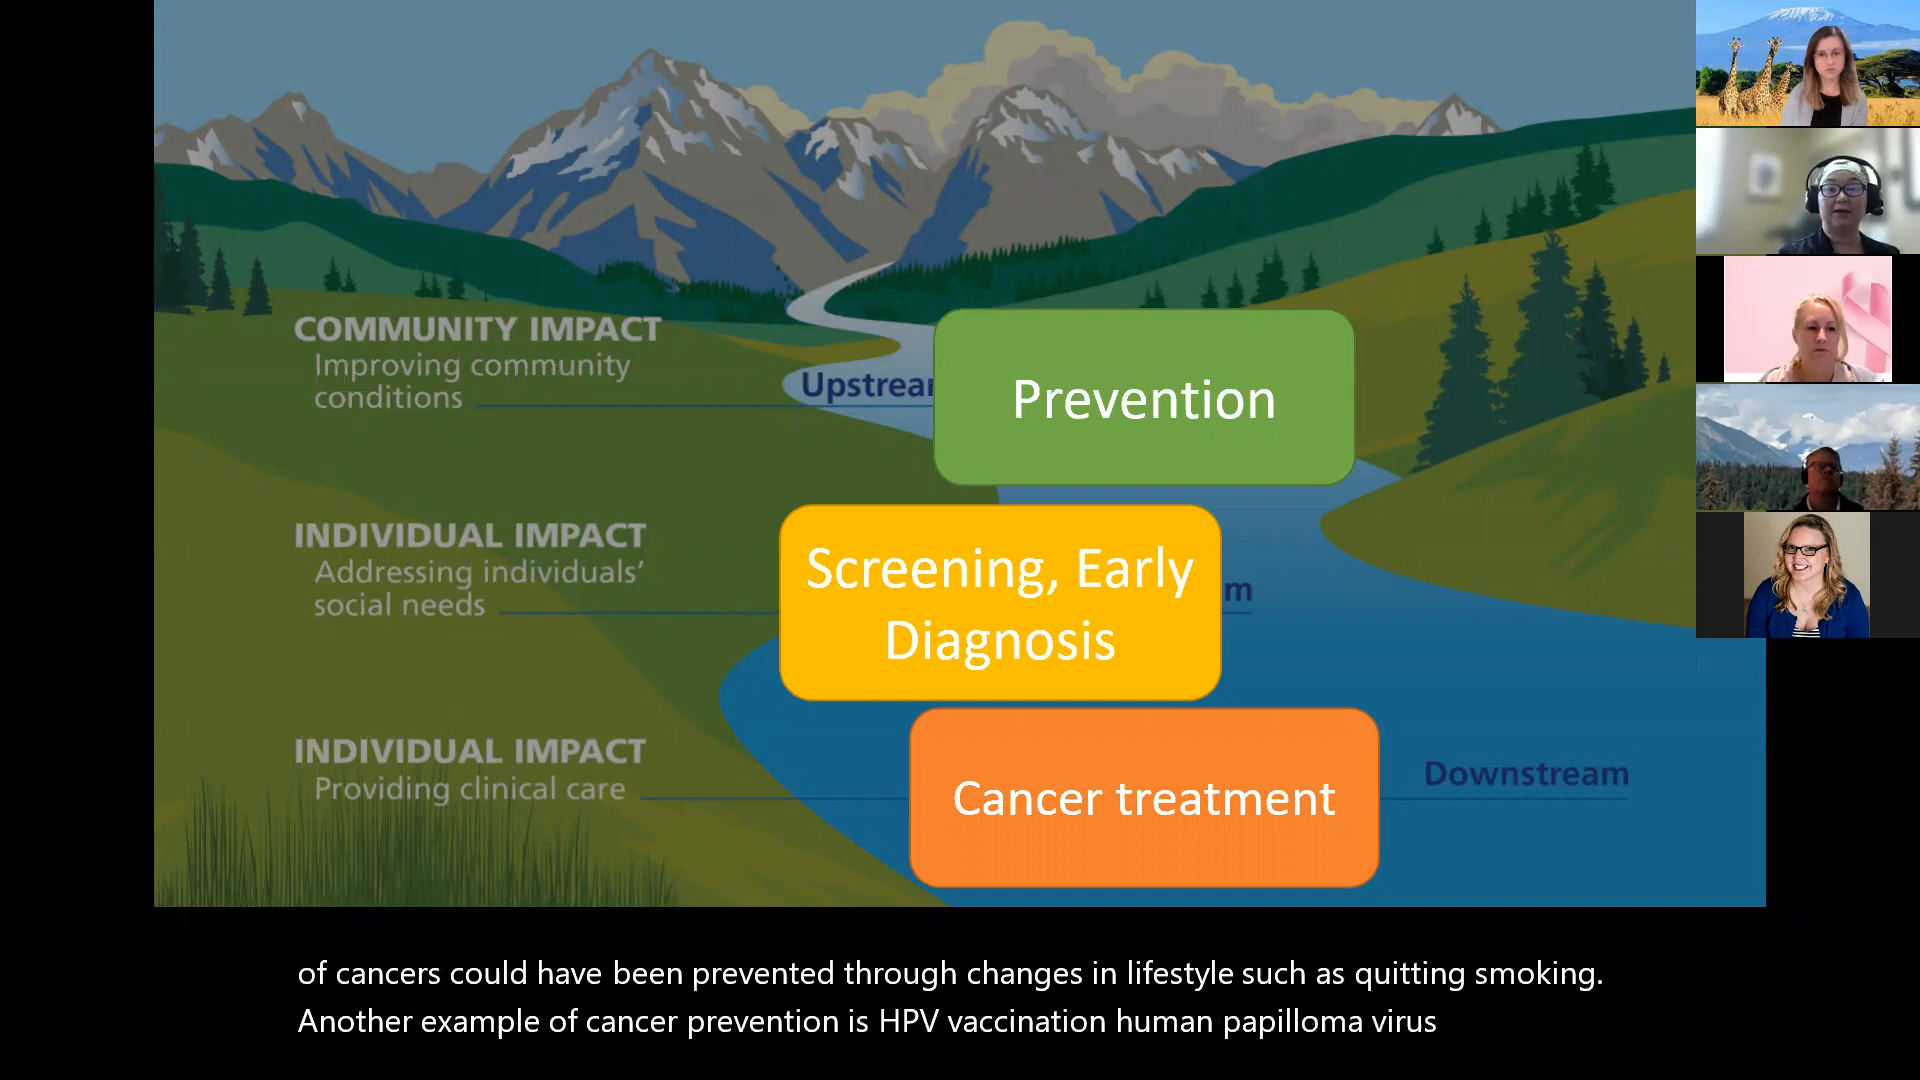 COMMUNITY IMPACT
Improving community
conditions
Prevention
INDIVIDUAL IMPACT
Addressing individuals’
social needs
Screening, Early
Diagnosis
INDIVIDUAL IMPACT
Providing clinical care
Cancer treatment
Downstream
of cancers could have been prevented through changes in lifestyle such as quitting smoking.
Another example of cancer prevention is HPV vaccination human papilloma virus